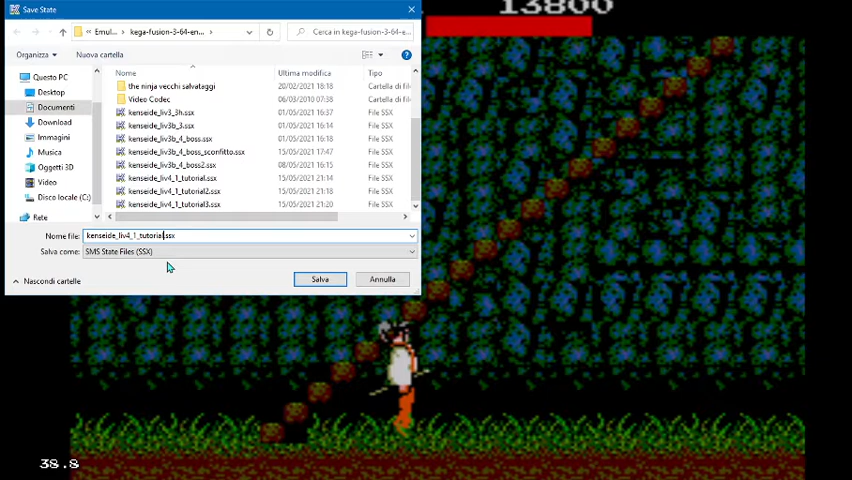 Save State
13800
Emul...
kega-fusion-3-64-en...
Cerca in kega-fusion-3-64-e...
Organizza
Nuova cartella
Questo PC
Desktop
Documenti
Download
Immagini
Musica
Oggetti 3D
Video
Disco locale (C:)
Rete
Nome Ultima modifica Tipo
the ninja vecchi salvataggi 20/02/2021 18:18 Cartella di file
Video Codec 06/03/2010 07:38 Cartella di file
kenseide_liv3_3h.ssx 01/05/2021 16:37 File SSX
kenseide_liv3b_3.ssx 01/05/2021 16:14 File SSX
kenseide_liv3b_4_boss.ssx 01/05/2021 16:18 File SSX
kenseide_liv3b_4_boss_sconfitto.ssx 15/05/2021 17:47 File SSX
kenseide_liv3b_4_boss2.ssx 08/05/2021 16:15 File SSX
kenseide_liv4_1_tutorial.ssx 15/05/2021 21:14 File SSX
kenseide_liv4_1_tutorial2.ssx 15/05/2021 21:18 File SSX
kenseide_liv4_1_tutorial3.ssx 15/05/2021 21:20 File SSX
Nome file: kenseide_liv4_1_tutorial.ssx
Salva come: SMS State Files (SSX)
Nascondi cartelle
Salva
Annulla
38.8